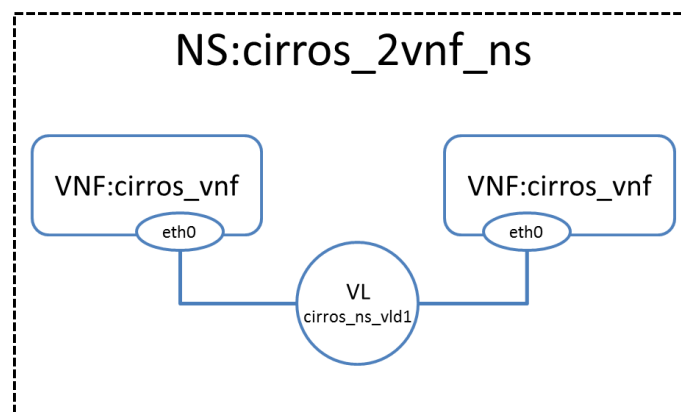 NS:cirros_2vnf_ns
VNF:cirros_vnf
VNF:cirros_vnf
eth0
eth0
VL
cirros_ns_vld1